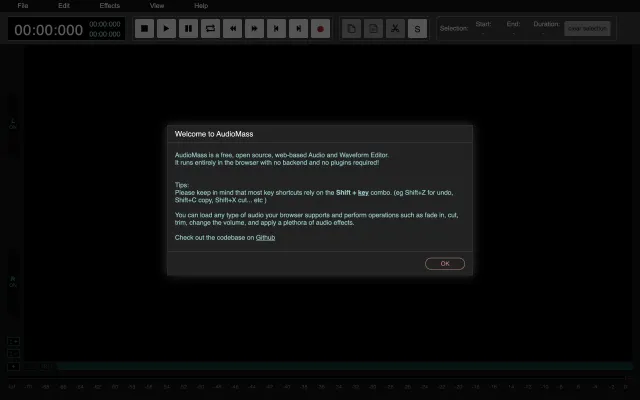 File Edit Effects View Help
00:00:000
00:00:000
00:00:000
S
Selection:
Start:
-
End:
-
Duration:
-
clear selection
Welcome to AudioMass
AudioMass is a free, open source, web-based Audio and Waveform Editor.
It runs entirely in the browser with no backend and no plugins required!
Tips:
Please keep in mind that most key shortcuts rely on the Shift + key combo. (eg Shift+Z for undo,
Shift+C copy, Shift+X cut... etc )
You can load any type of audio your browser supports and perform operations such as fade in, cut,
trim, change the volume, and apply a plethora of audio effects.
Check out the codebase on Github
OK